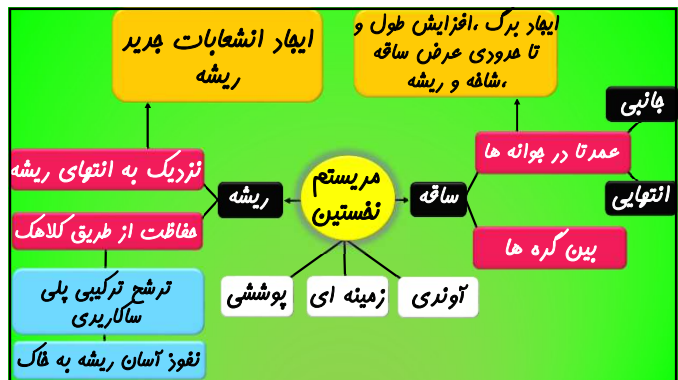 ایجاد برگ ،افزایش طول و
تا حدودی عرض ساقه
،شاخه و ریشه
ایجاد انشعابات جدید
ریشه
جانبی
عمدتا در جوانه ها
انتهایی
بین گره ها
ساقه
مریستم
نخستین
ریشه
نزدیک به انتهای ریشه
حفاظت از طریق کلاهک
ترشح ترکیبی پلی
ساکاریدی
نفوذ آسان ریشه به خاک
آوندی
زمینه ای
پوششی